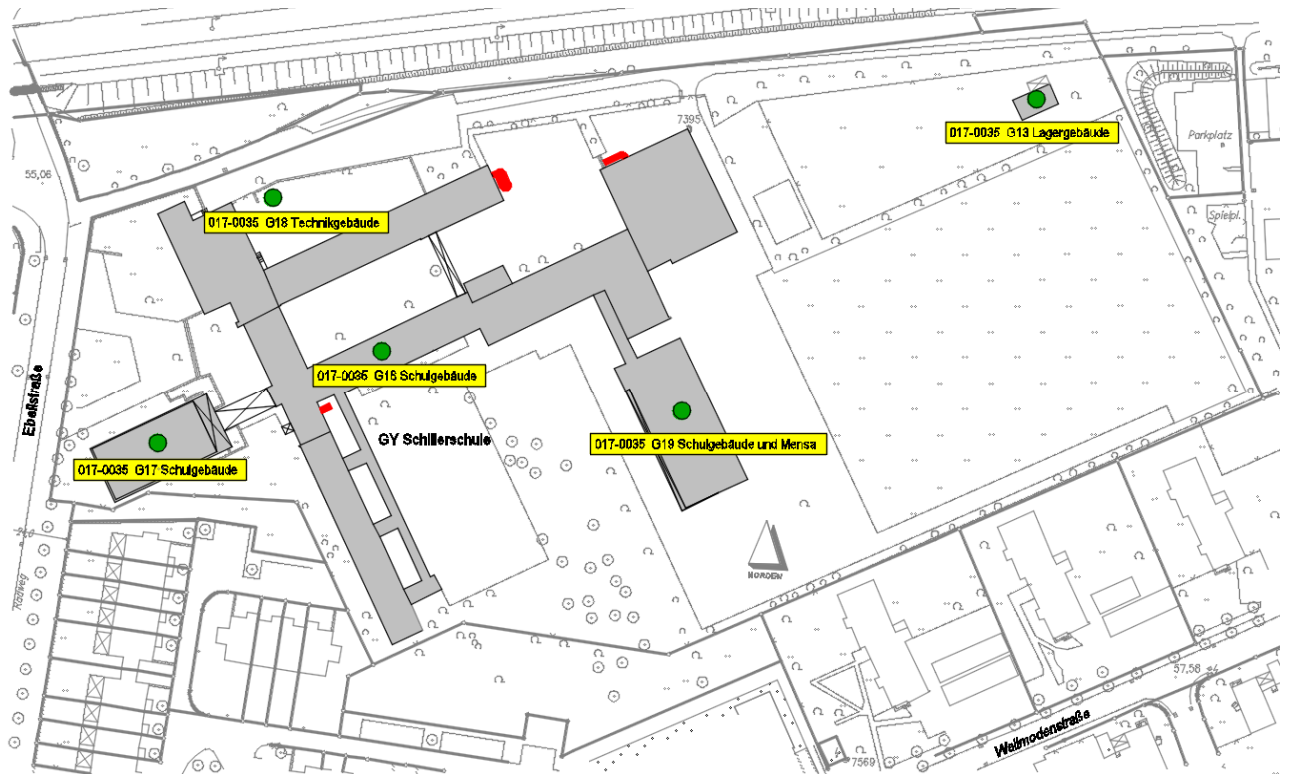 7395
017-0035 G13 Lagergebäude
Parkplatz
55,06
Spielpl.
017-0035 G18 Technikgebäude
017-0035 G16 Schulgebäude
Ebellstraße
GY Schillerschule
017-0035 G19 Schulgebäude und Mensa
017-0035 G17 Schulgebäude
NORDEN
Radweg
57,58
Wallmodenstraße
7569